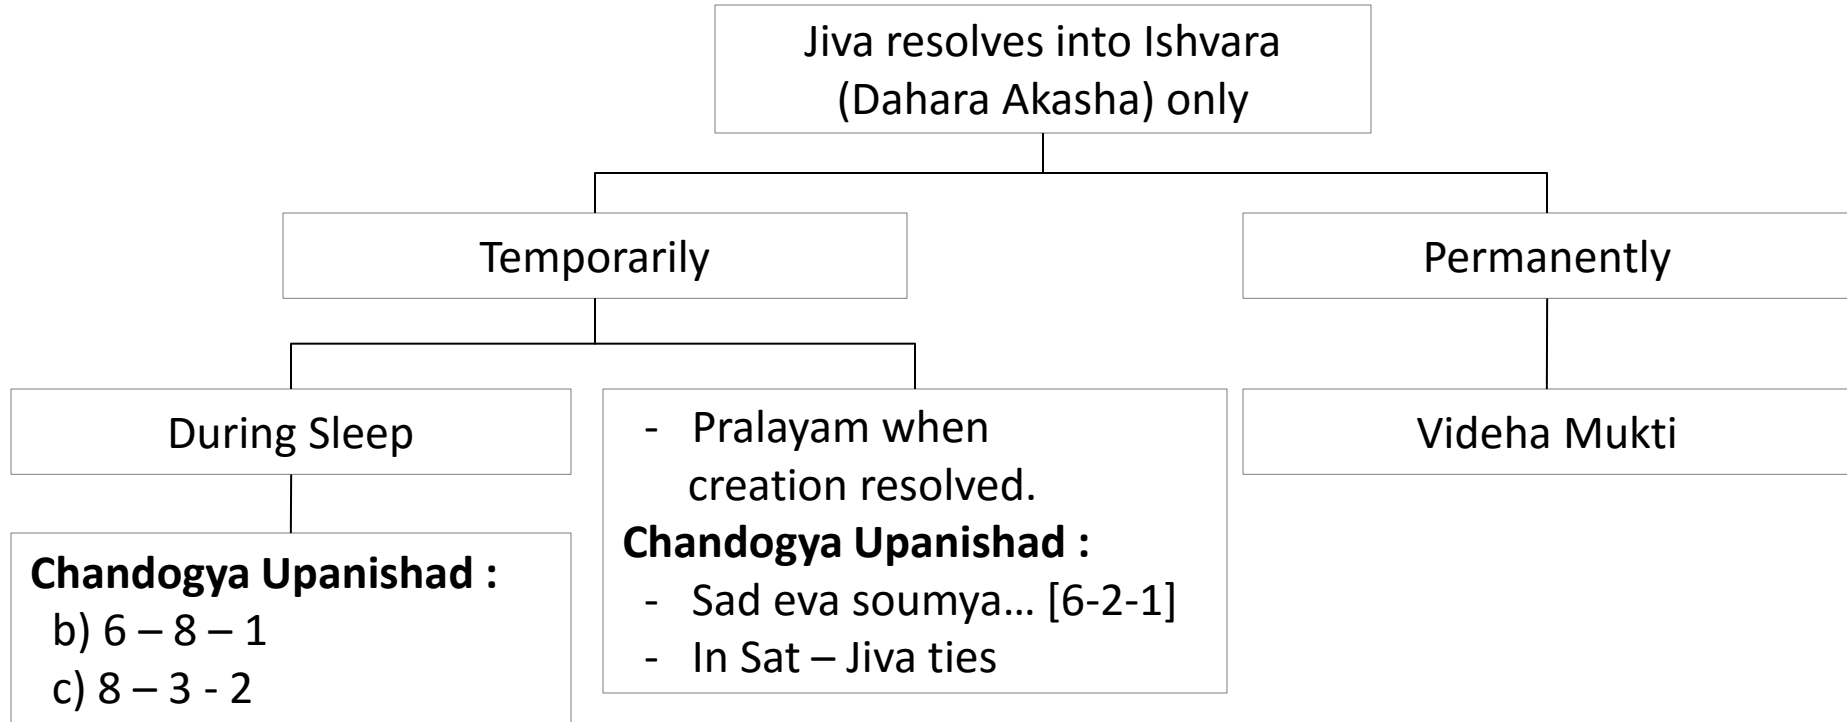 Jiva resolves into Ishvara
(Dahara Akasha) only
Temporarily
Permanently
During Sleep
- Pralayam when
creation resolved.
Chandogya Upanishad :
- Sad eva soumya... [6-2-1]
- In Sat – Jiva ties
Videha Mukti
Chandogya Upanishad :
b) 6 – 8 – 1
c) 8 – 3 - 2